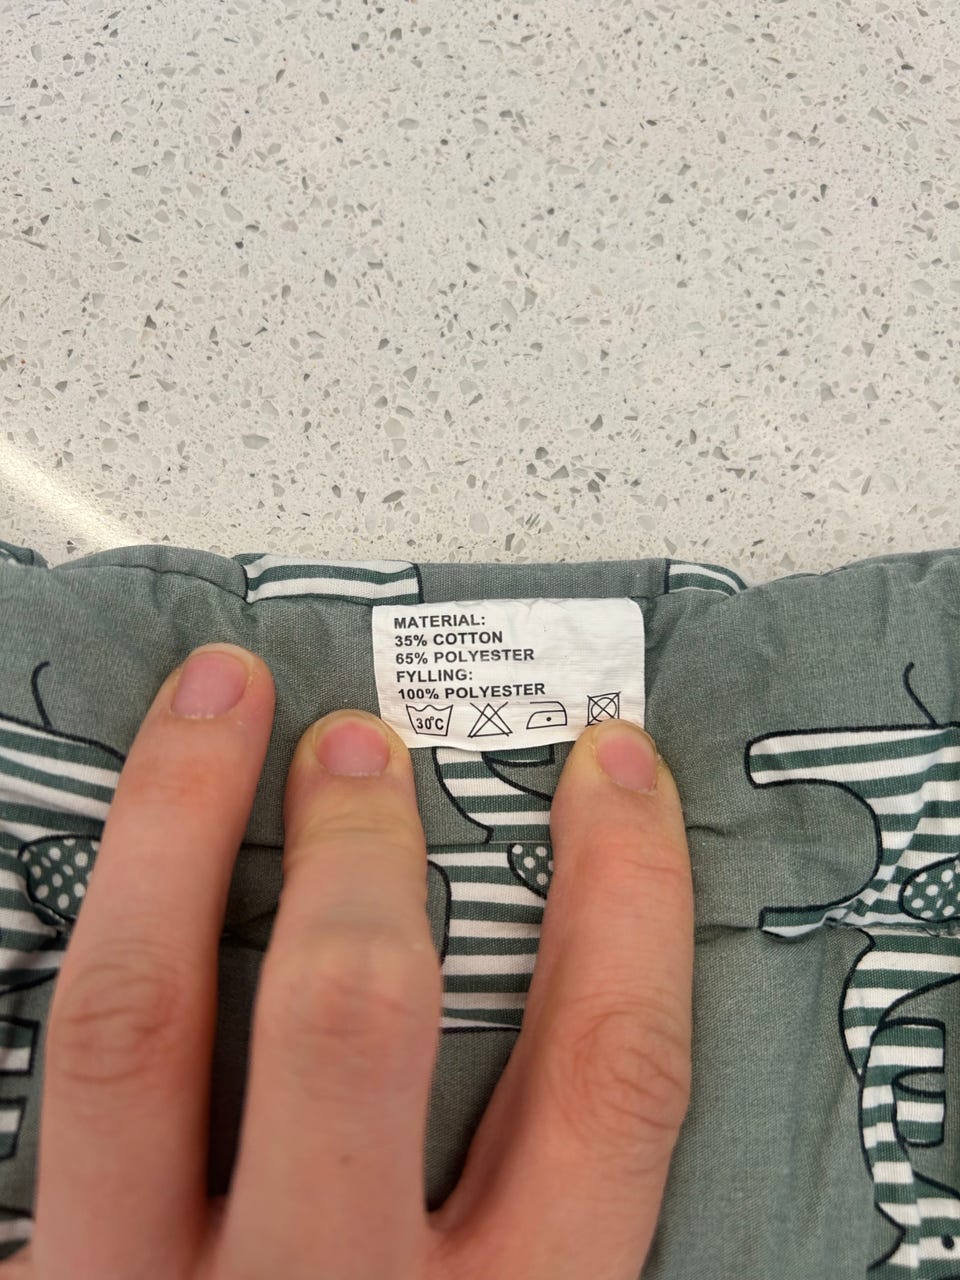 MATERIAL:
35% COTTON
65% POLYESTER
FYLLING:
100% POLYESTER
30°C